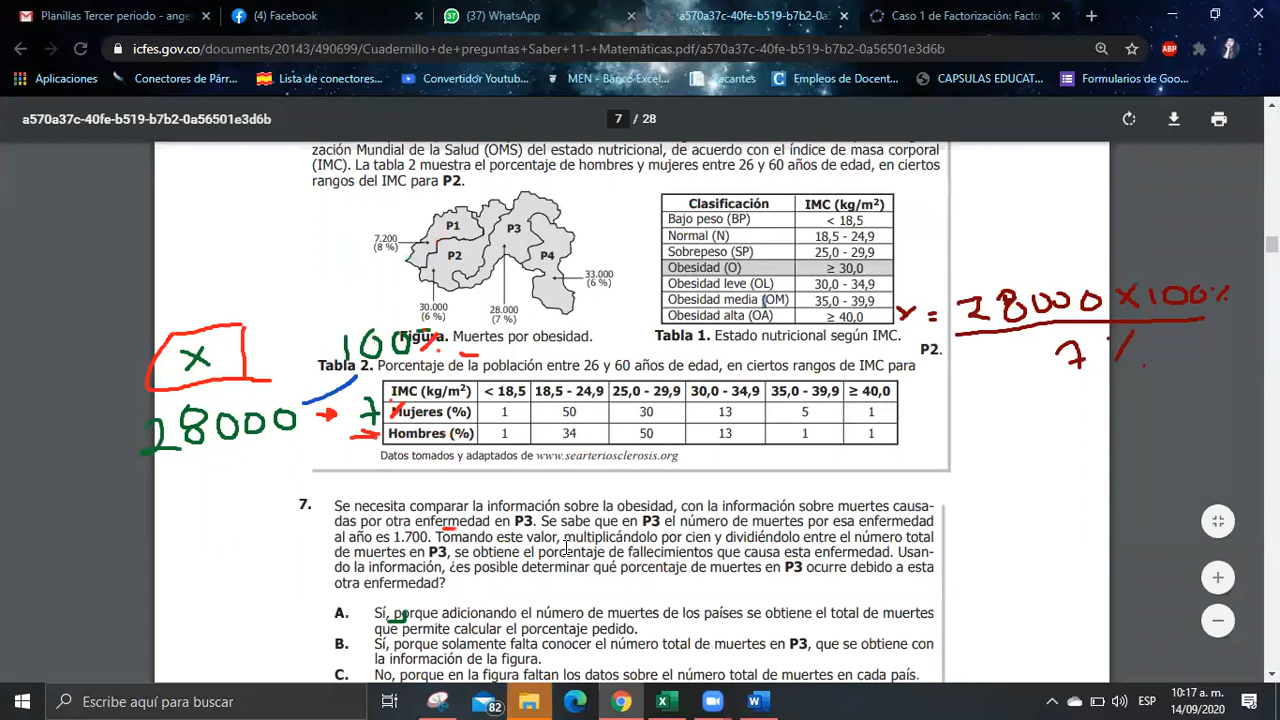 Planillas Tercer periodo - ange
(4) Facebook
(37) WhatsApp
a570a37c-40fe-b519-b7b2-0a5
Caso 1 de Factorización: Facto
icfes.gov.co/documents/20143/490699/Cuadernillo+de+preguntas+Saber+11-+Matemáticas.pdf/a570a37c-40fe-b519-b7b2-0a56501e3d6b
Aplicaciones
Conectores de Párr...
Lista de conectores...
Convertidor Youtub...
MEN - Banco Excel...
Vacantes
Empleos de Docent...
CAPSULAS EDUCAT...
Formularios de Goo...
a570a37c-40fe-b519-b7b2-0a56501e3d6b
7 / 28
zación Mundial de la Salud (OMS) del estado nutricional, de acuerdo con el índice de masa corporal
(IMC). La tabla 2 muestra el porcentaje de hombres y mujeres entre 26 y 60 años de edad, en ciertos
rangos del IMC para P2.
P1
P2
P3
P4
7.200
(8 %)
30.000
(6 %)
28.000
(7 %)
33.000
(6 %)
Figura. Muertes por obesidad.
Clasificación IMC (kg/m²)
Bajo peso (BP) < 18,5
Normal (N) 18,5 - 24,9
Sobrepeso (SP) 25,0 - 29,9
Obesidad (O) ≥ 30,0
Obesidad leve (OL) 30,0 - 34,9
Obesidad media (OM) 35,0 - 39,9
Obesidad alta (OA) ≥ 40,0
Tabla 1. Estado nutricional según IMC.
x = 28000 x 100%
7 %
x
100%
28000 → 7%
Tabla 2. Porcentaje de la población entre 26 y 60 años de edad, en ciertos rangos de IMC para
P2.
IMC (kg/m²) < 18,5 18,5 - 24,9 25,0 - 29,9 30,0 - 34,9 35,0 - 39,9 ≥ 40,0
Mujeres (%) 1 50 30 13 5 1
Hombres (%) 1 34 50 13 1 1
Datos tomados y adaptados de www.searteriosclerosis.org
7. Se necesita comparar la información sobre la obesidad, con la información sobre muertes causa-
das por otra enfermedad en P3. Se sabe que en P3 el número de muertes por esa enfermedad
al año es 1.700. Tomando este valor, multiplicándolo por cien y dividiéndolo entre el número total
de muertes en P3, se obtiene el porcentaje de fallecimientos que causa esta enfermedad. Usan-
do la información, ¿es posible determinar qué porcentaje de muertes en P3 ocurre debido a esta
otra enfermedad?
A. Sí, porque adicionando el número de muertes de los países se obtiene el total de muertes
que permite calcular el porcentaje pedido.
B. Sí, porque solamente falta conocer el número total de muertes en P3, que se obtiene con
la información de la figura.
C. No, porque en la figura faltan los datos sobre el número total de muertes en cada país.
Escribe aquí para buscar
82
ESP
10:17 a. m.
14/09/2020